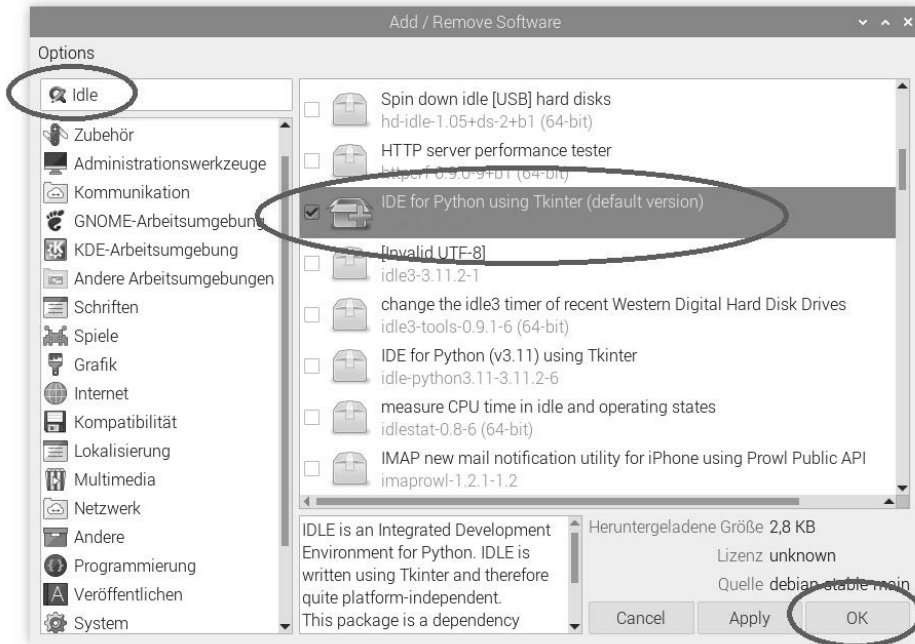 Add / Remove Software
Options
Idle
Zubehör
Administrationswerkzeuge
Kommunikation
GNOME-Arbeitsumgebung
KDE-Arbeitsumgebung
Andere Arbeitsumgebungen
Schriften
Spiele
Grafik
Internet
Kompatibilität
Lokalisierung
Multimedia
Netzwerk
Andere
Programmierung
Veröffentlichen
System
Spin down idle [USB] hard disks
hd-idle-1.05+ds-2+b1 (64-bit)
HTTP server performance tester
httperf-0.9.0-9+b1 (64-bit)
IDE for Python using Tkinter (default version)
[Invalid UTF-8]
idle3-3.11.2-1
change the idle3 timer of recent Western Digital Hard Disk Drives
idle3-tools-0.9.1-6 (64-bit)
IDE for Python (v3.11) using Tkinter
idle-python3.11-3.11.2-6
measure CPU time in idle and operating states
idlestat-0.8-6 (64-bit)
IMAP new mail notification utility for iPhone using Prowl Public API
imaprowl-1.2.1-1.2
IDLE is an Integrated Development
Environment for Python. IDLE is
written using Tkinter and therefore
quite platform-independent.
This package is a dependency
Heruntergeladene Größe 2,8 KB
Lizenz unknown
Quelle debian-stable-main
Cancel Apply OK